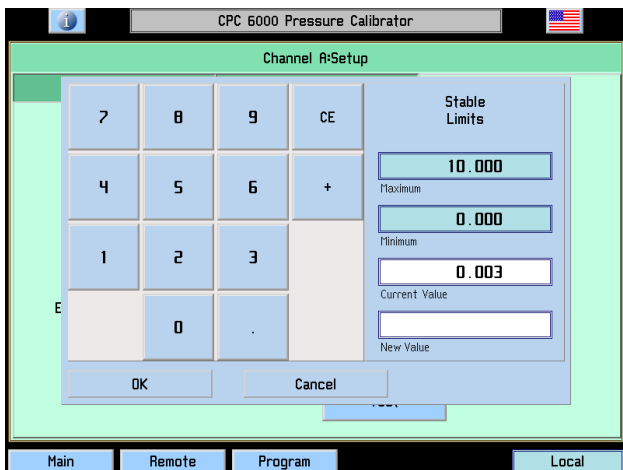 CPC 6000 Pressure Calibrator
Channel A:Setup
7 8 9 CE
4 5 6 +
1 2 3
0 .
Stable
Limits
10.000
Maximum
0.000
Minimum
0.003
Current Value
New Value
E
OK Cancel
Main Remote Program Local